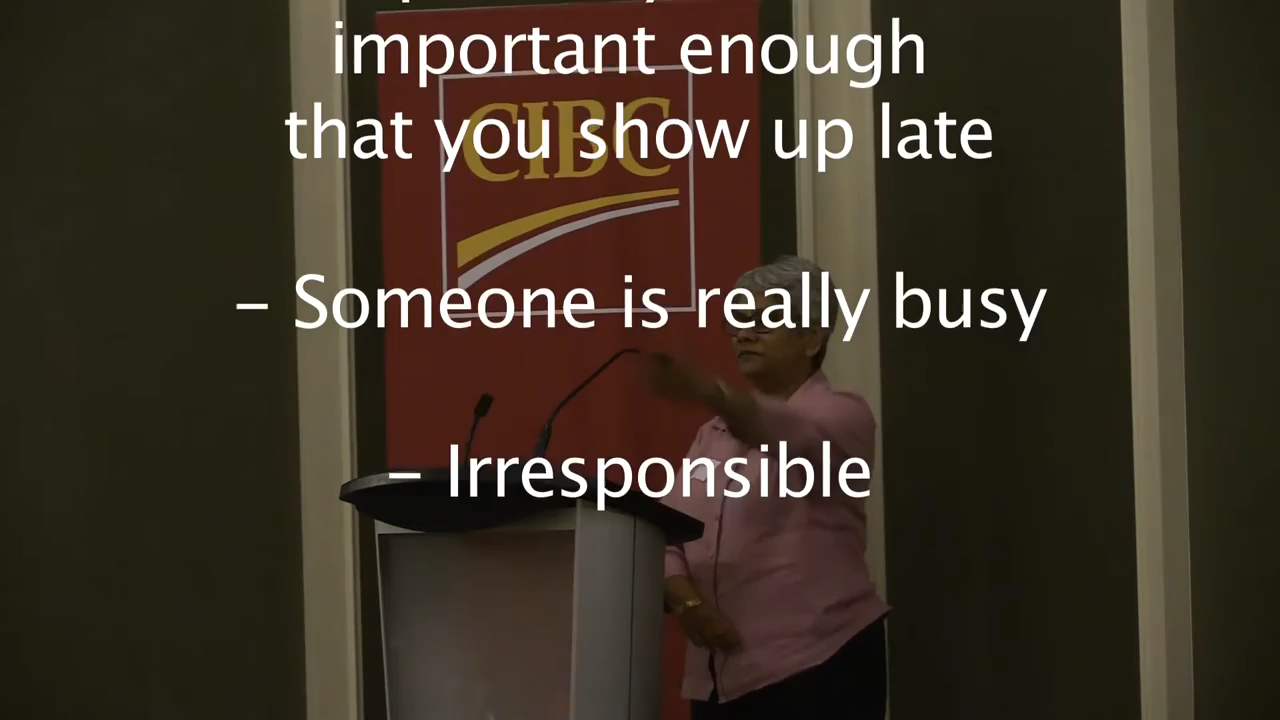 important enough
that you show up late
CIBC
– Someone is really busy
– Irresponsible